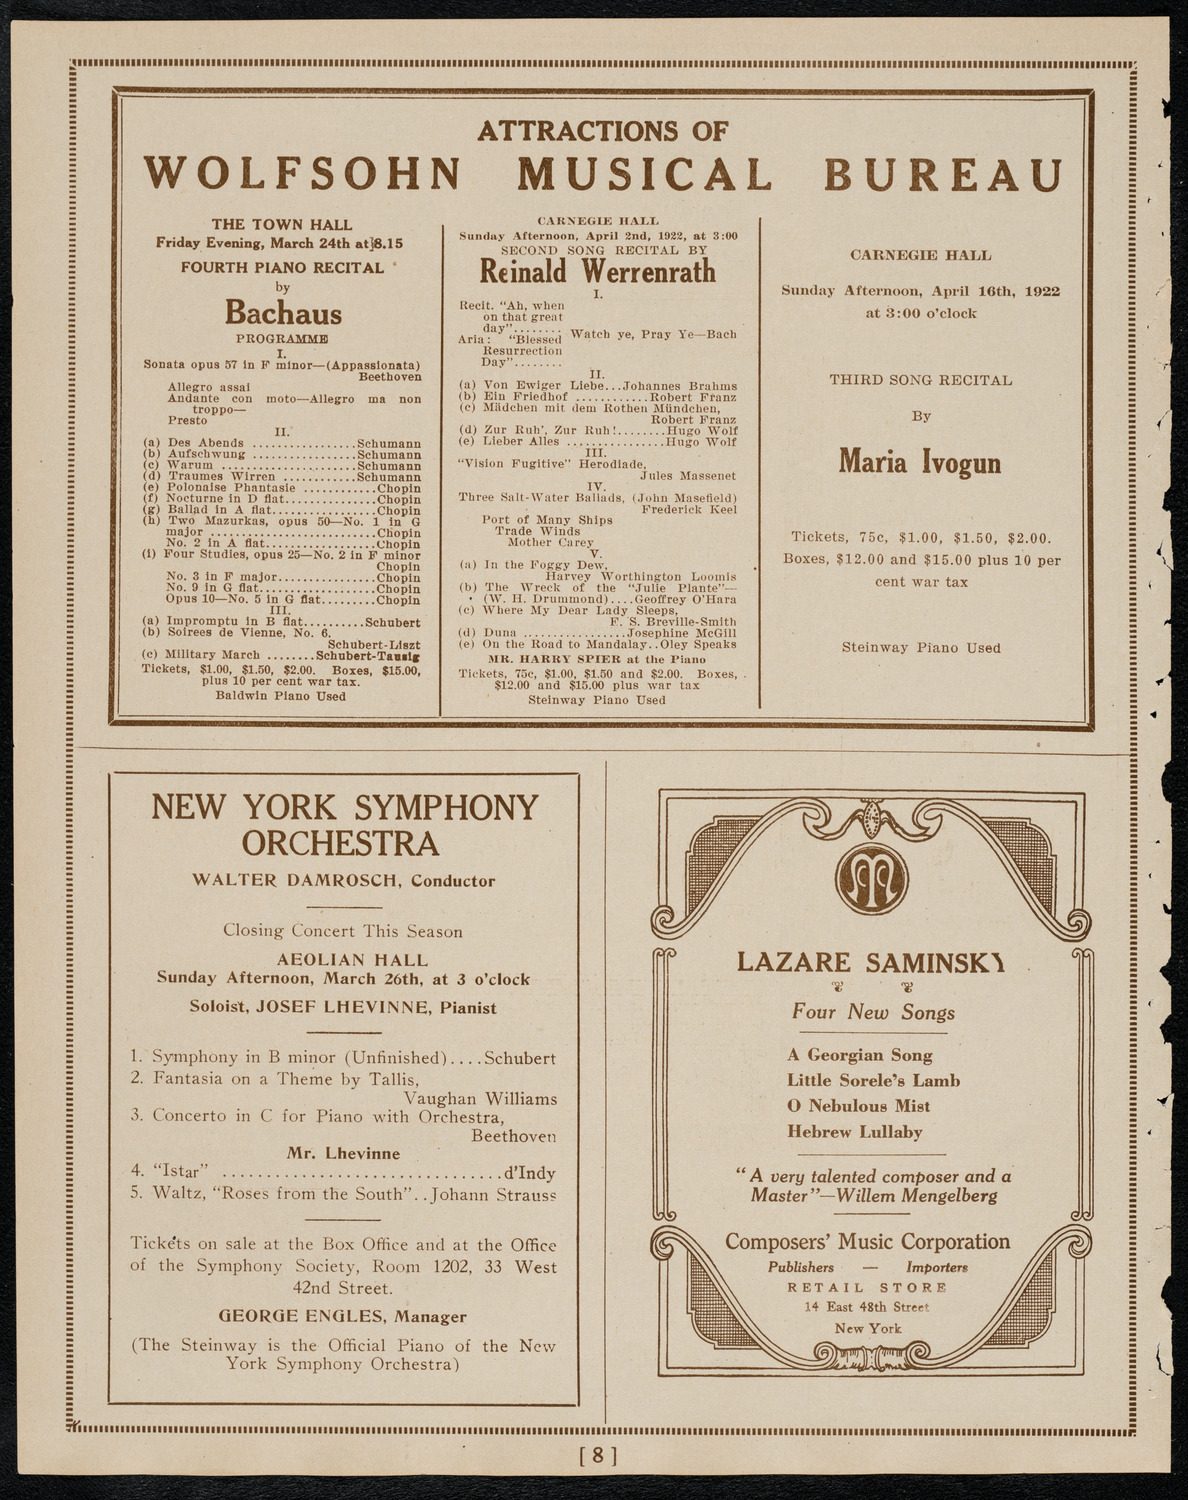 ATTRACTIONS OF
WOLFSOHN MUSICAL BUREAU
THE TOWN HALL
Friday Evening, March 24th at 8.15
FOURTH PIANO RECITAL
by
Bachaus
PROGRAMME
I.
Sonata opus 57 in F minor—(Appassionata)
Beethoven
Allegro assai
Andante con moto—Allegro ma non
troppo—
Presto
II.
(a) Des Abends ................Schumann
(b) Aufschwung ................Schumann
(c) Warum ....................Schumann
(d) Traumes Wirren ...........Schumann
(e) Polonaise Phantasie ...........Chopin
(f) Nocturne in D flat..............Chopin
(g) Ballad in A flat................Chopin
(h) Two Mazurkas, opus 50—No. 1 in G
major .........................Chopin
No. 2 in A flat..................Chopin
(i) Four Studies, opus 25—No. 2 in F minor
Chopin
No. 3 in F major...............Chopin
No. 9 in G flat..................Chopin
Opus 10—No. 5 in G flat.........Chopin
III.
(a) Impromptu in B flat..........Schubert
(b) Soirees de Vienne, No. 6.
Schubert-Liszt
(c) Military March ........Schubert-Tausig
Tickets, $1.00, $1.50, $2.00. Boxes, $15.00,
plus 10 per cent war tax.
Baldwin Piano Used
CARNEGIE HALL
Sunday Afternoon, April 2nd, 1922, at 3:00
SECOND SONG RECITAL BY
Reinald Werrenrath
I.
Recit. "Ah, when
on that great
day"........
Watch ye, Pray Ye—Bach
Aria: "Blessed
Resurrection
Day"........
II.
(a) Von Ewiger Liebe...Johannes Brahms
(b) Ein Friedhof ............Robert Franz
(c) Mädchen mit dem Rothen Mündchen,
Robert Franz
(d) Zur Ruh', Zur Ruh!........Hugo Wolf
(e) Lieber Alles ...............Hugo Wolf
III.
"Vision Fugitive" Herodiade,
Jules Massenet
IV.
Three Salt-Water Ballads, (John Masefield)
Frederick Keel
Port of Many Ships
Trade Winds
Mother Carey
V.
(a) In the Foggy Dew,
Harvey Worthington Loomis
(b) The Wreck of the "Julie Plante"—
(W. H. Drummond)....Geoffrey O'Hara
(c) Where My Dear Lady Sleeps,
F. S. Breville-Smith
(d) Duna ................Josephine McGill
(e) On the Road to Mandalay..Oley Speaks
MR. HARRY SPIER at the Piano
Tickets, 75c, $1.00, $1.50 and $2.00. Boxes,
$12.00 and $15.00 plus war tax
Steinway Piano Used
CARNEGIE HALL
Sunday Afternoon, April 16th, 1922
at 3:00 o'clock
THIRD SONG RECITAL
By
Maria Ivogun
Tickets, 75c, $1.00, $1.50, $2.00.
Boxes, $12.00 and $15.00 plus 10 per
cent war tax
Steinway Piano Used
NEW YORK SYMPHONY
ORCHESTRA
WALTER DAMROSCH, Conductor
Closing Concert This Season
AEOLIAN HALL
Sunday Afternoon, March 26th, at 3 o'clock
Soloist, JOSEF LHEVINNE, Pianist
1. Symphony in B minor (Unfinished)....Schubert
2. Fantasia on a Theme by Tallis,
Vaughan Williams
3. Concerto in C for Piano with Orchestra,
Beethoven
Mr. Lhevinne
4. "Istar" ..............................d'Indy
5. Waltz, "Roses from the South"..Johann Strauss
Tickets on sale at the Box Office and at the Office
of the Symphony Society, Room 1202, 33 West
42nd Street.
GEORGE ENGLES, Manager
(The Steinway is the Official Piano of the New
York Symphony Orchestra)
M
LAZARE SAMINSKY
Four New Songs
A Georgian Song
Little Sorele's Lamb
O Nebulous Mist
Hebrew Lullaby
"A very talented composer and a
Master"—Willem Mengelberg
Composers' Music Corporation
Publishers — Importers
RETAIL STORE
14 East 48th Street
New York
[ 8 ]